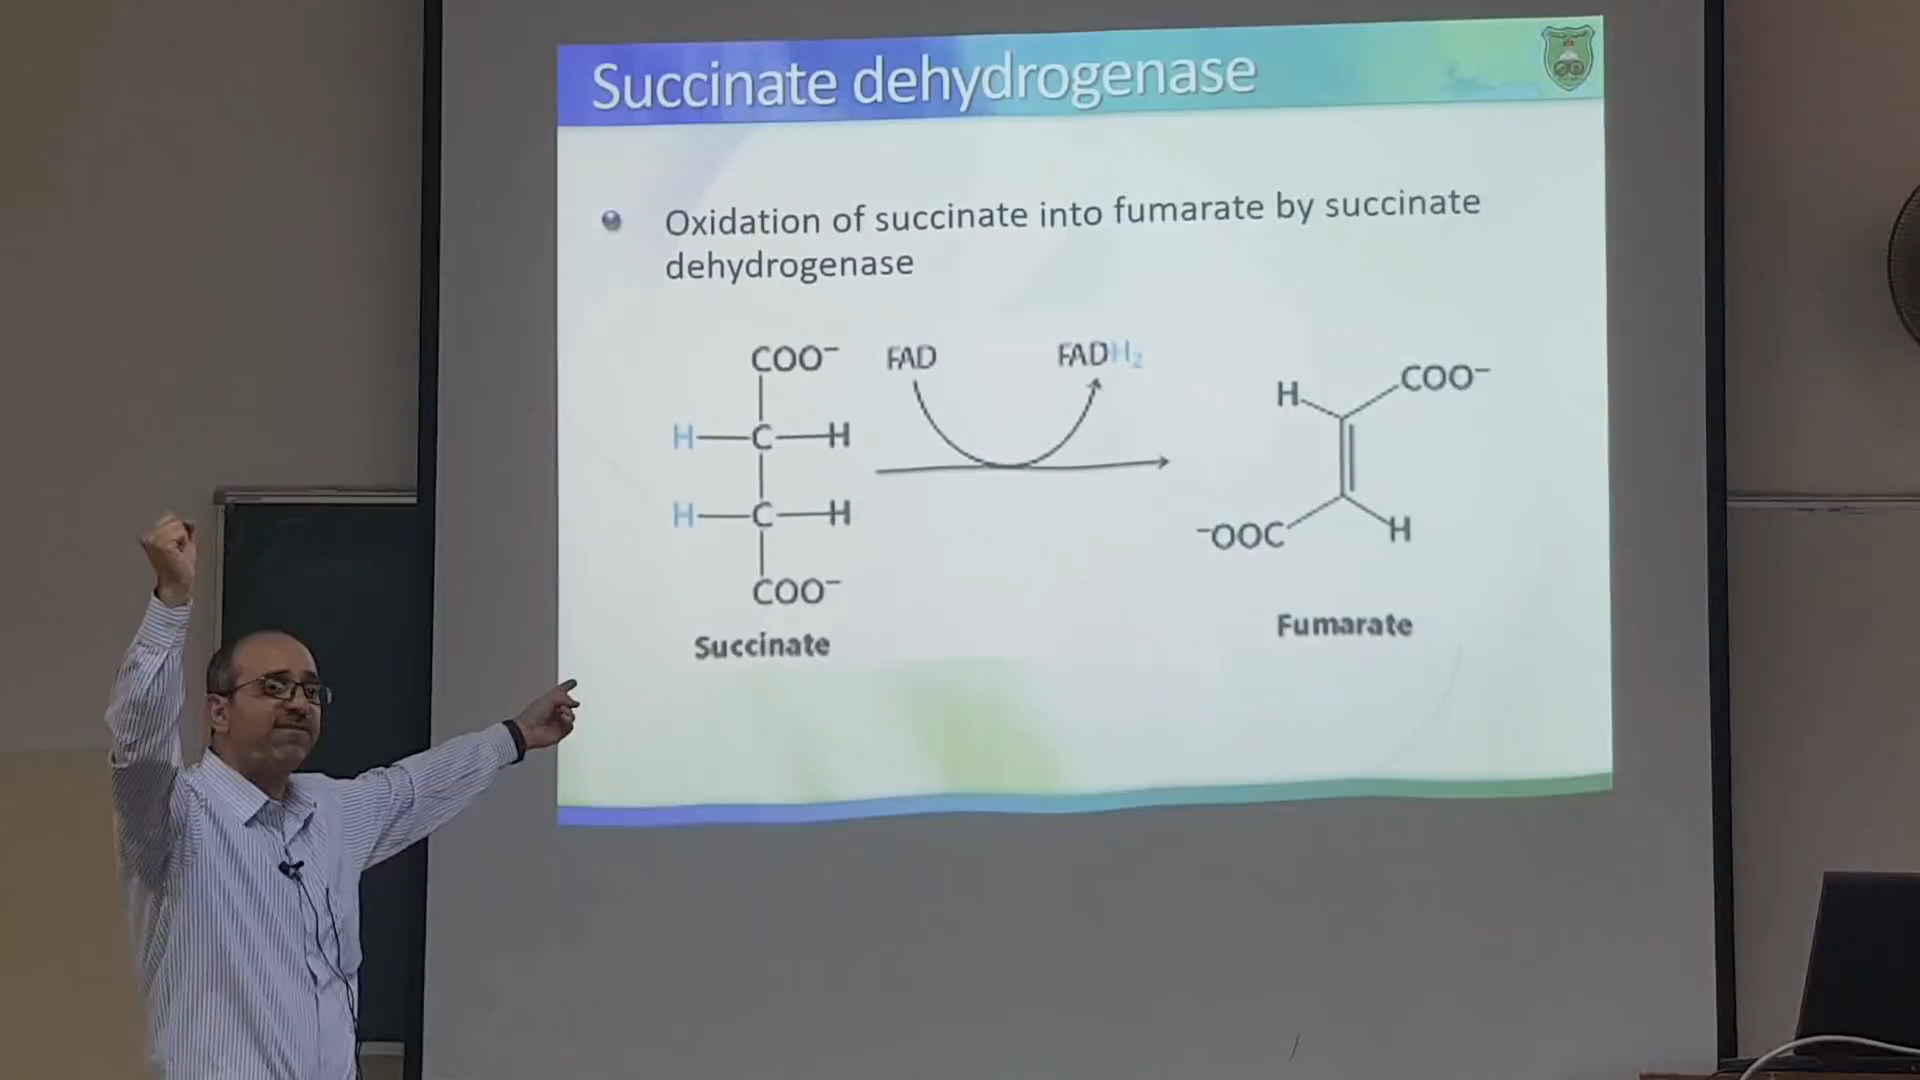 Succinate dehydrogenase
Oxidation of succinate into fumarate by succinate
dehydrogenase
COO⁻ FAD FADH₂
H C H
H C H
COO⁻
Succinate
H COO⁻
⁻OOC H
Fumarate